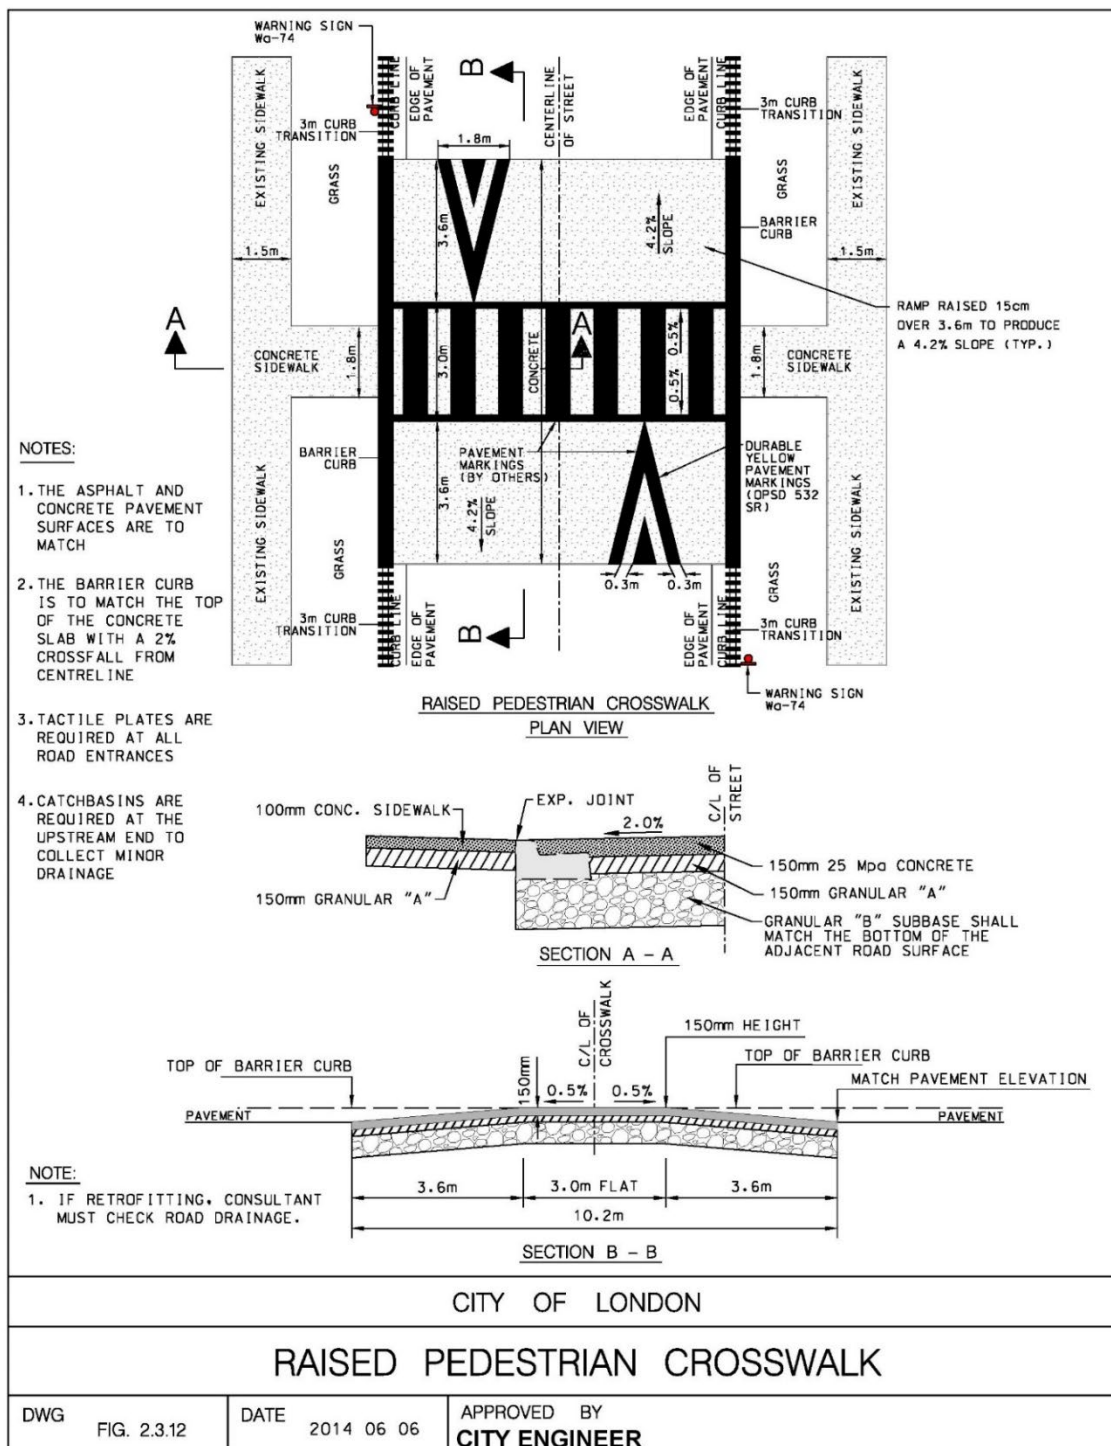 WARNING SIGN
Wa-74
B
CURB LINE
EDGE OF
PAVEMENT
CENTERLINE
OF STREET
EDGE OF
PAVEMENT
CURB LINE
EXISTING SIDEWALK
3m CURB
TRANSITION
GRASS
1.8m
3m CURB
TRANSITION
GRASS
EXISTING SIDEWALK
3.6m
4.2%
SLOPE
BARRIER
CURB
1.5m
1.5m
RAMP RAISED 15cm
OVER 3.6m TO PRODUCE
A 4.2% SLOPE (TYP.)
A
A
CONCRETE
SIDEWALK
1.8m
3.0m
CONCRETE
0.5%
0.5%
1.8m
CONCRETE
SIDEWALK
BARRIER
CURB
PAVEMENT
MARKINGS
(BY OTHERS)
DURABLE
YELLOW
PAVEMENT
MARKINGS
(OPSD 532
SR)
3.6m
4.2%
SLOPE
EXISTING SIDEWALK
GRASS
0.3m
0.3m
GRASS
EXISTING SIDEWALK
3m CURB
TRANSITION
CURB LINE
EDGE OF
PAVEMENT
B
EDGE OF
PAVEMENT
CURB LINE
3m CURB
TRANSITION
WARNING SIGN
Wa-74
RAISED PEDESTRIAN CROSSWALK
PLAN VIEW
NOTES:
1. THE ASPHALT AND
CONCRETE PAVEMENT
SURFACES ARE TO
MATCH
2. THE BARRIER CURB
IS TO MATCH THE TOP
OF THE CONCRETE
SLAB WITH A 2%
CROSSFALL FROM
CENTRELINE
3. TACTILE PLATES ARE
REQUIRED AT ALL
ROAD ENTRANCES
4. CATCHBASINS ARE
REQUIRED AT THE
UPSTREAM END TO
COLLECT MINOR
DRAINAGE
100mm CONC. SIDEWALK
EXP. JOINT
2.0%
C/L OF
STREET
150mm GRANULAR "A"
150mm 25 Mpa CONCRETE
150mm GRANULAR "A"
GRANULAR "B" SUBBASE SHALL
MATCH THE BOTTOM OF THE
ADJACENT ROAD SURFACE
SECTION A - A
TOP OF BARRIER CURB
150mm
0.5%
C/L OF
CROSSWALK
0.5%
150mm HEIGHT
TOP OF BARRIER CURB
MATCH PAVEMENT ELEVATION
PAVEMENT
PAVEMENT
3.6m
3.0m FLAT
3.6m
10.2m
SECTION B - B
NOTE:
1. IF RETROFITTING, CONSULTANT
MUST CHECK ROAD DRAINAGE.
CITY OF LONDON
RAISED PEDESTRIAN CROSSWALK
DWG
FIG. 2.3.12
DATE
2014 06 06
APPROVED BY
CITY ENGINEER